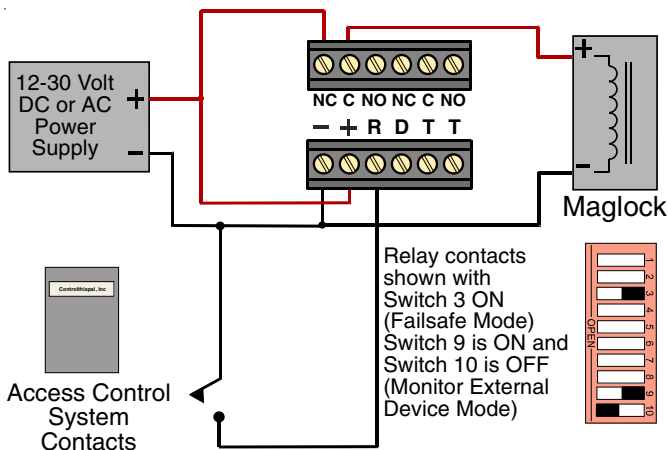 12-30 Volt
DC or AC
Power
Supply
+
−
NC C NO NC C NO
− + R D T T
+
−
Maglock
Controlthispal, Inc
Access Control
System
Contacts
Relay contacts
shown with
Switch 3 ON
(Failsafe Mode)
Switch 9 is ON and
Switch 10 is OFF
(Monitor External
Device Mode)
OPEN
1
2
3
4
5
6
7
8
9
10